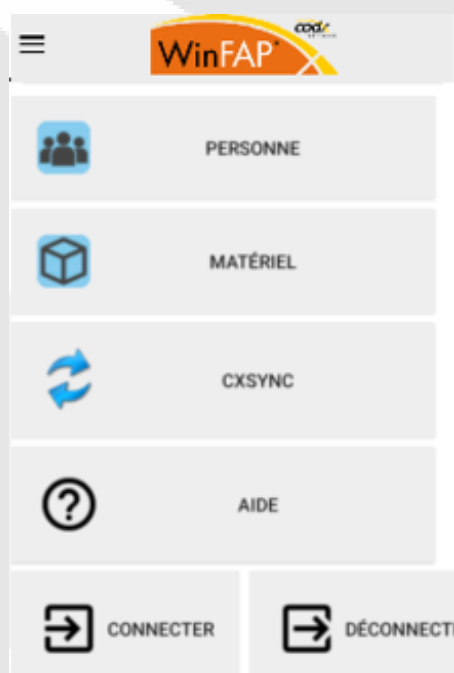 WinFAP
PERSONNE
MATÉRIEL
CXSYNC
AIDE
CONNECTER
DÉCONNECT